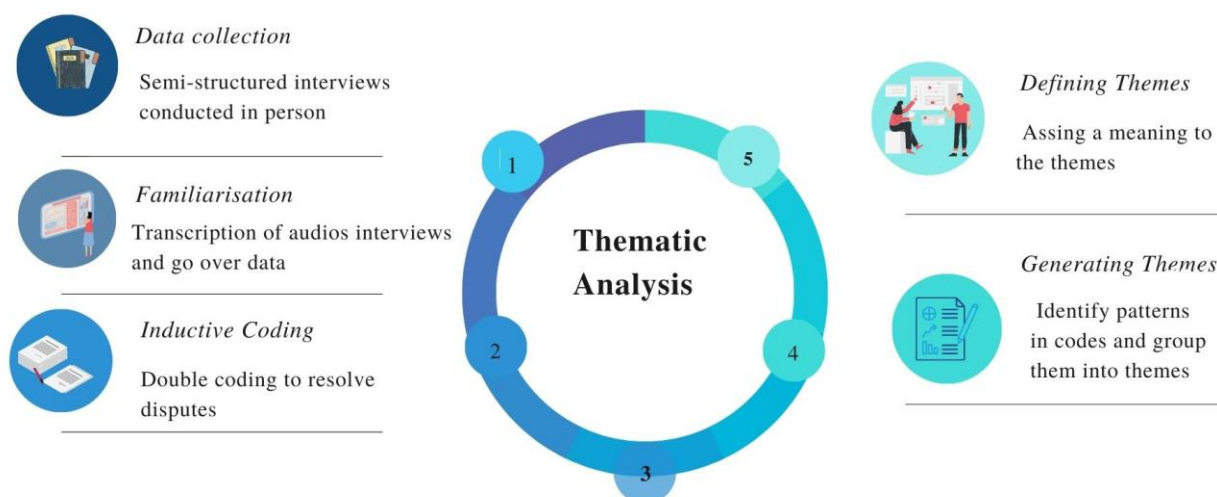 Data collection
Semi-structured interviews
conducted in person
Familiarisation
Transcription of audios interviews
and go over data
Inductive Coding
Double coding to resolve
disputes
1
2
3
4
5
Thematic
Analysis
Defining Themes
Assing a meaning to
the themes
Generating Themes
Identify patterns
in codes and group
them into themes